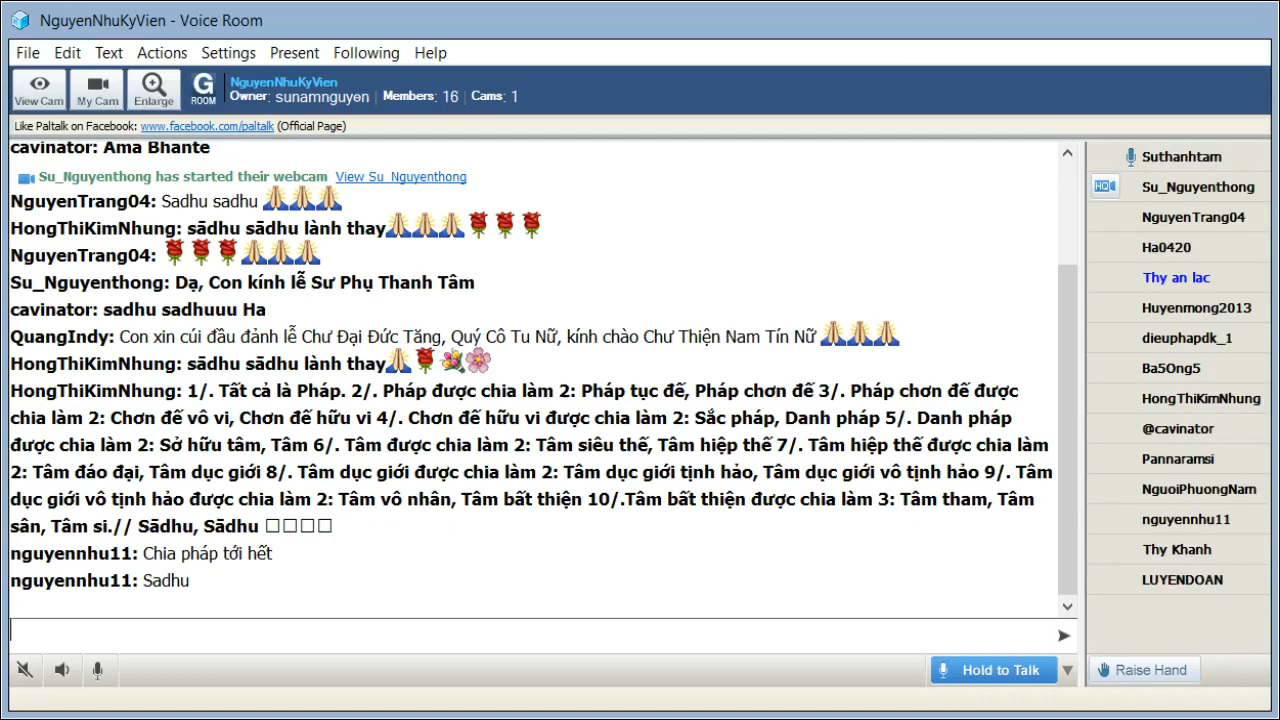 NguyenNhuKyVien - Voice Room
File Edit Text Actions Settings Present Following Help
View Cam My Cam Enlarge G ROOM
NguyenNhuKyVien
Owner: sunamnguyen Members: 16 Cams: 1
Like Paltalk on Facebook: www.facebook.com/paltalk (Official Page)
cavinator: Ama Bhante
Su_Nguyenthong has started their webcam View Su_Nguyenthong
NguyenTrang04: Sadhu sadhu 🙏🙏🙏
HongThiKimNhung: sādhu sādhu lành thay🙏🙏🙏🌹🌹🌹
NguyenTrang04: 🌹🌹🌹🙏🙏🙏
Su_Nguyenthong: Dạ, Con kính lễ Sư Phụ Thanh Tâm
cavinator: sadhu sadhuuu Ha
QuangIndy: Con xin cúi đầu đảnh lễ Chư Đại Đức Tăng, Quý Cô Tu Nữ, kính chào Chư Thiện Nam Tín Nữ 🙏🙏🙏
HongThiKimNhung: sādhu sādhu lành thay🙏🌹💐🌸
HongThiKimNhung: 1/. Tất cả là Pháp. 2/. Pháp được chia làm 2: Pháp tục đế, Pháp chơn đế 3/. Pháp chơn đế được
chia làm 2: Chơn đế vô vi, Chơn đế hữu vi 4/. Chơn đế hữu vi được chia làm 2: Sắc pháp, Danh pháp 5/. Danh pháp
được chia làm 2: Sở hữu tâm, Tâm 6/. Tâm được chia làm 2: Tâm siêu thế, Tâm hiệp thế 7/. Tâm hiệp thế được chia làm
2: Tâm đáo đại, Tâm dục giới 8/. Tâm dục giới được chia làm 2: Tâm dục giới tịnh hảo, Tâm dục giới vô tịnh hảo 9/. Tâm
dục giới vô tịnh hảo được chia làm 2: Tâm vô nhân, Tâm bất thiện 10/.Tâm bất thiện được chia làm 3: Tâm tham, Tâm
sân, Tâm si.// Sādhu, Sādhu □□□□
nguyennhu11: Chia pháp tới hết
nguyennhu11: Sadhu
Hold to Talk
Suthanhtam
HQ Su_Nguyenthong
NguyenTrang04
Ha0420
Thy an lac
Huyenmong2013
dieuphapdk_1
Ba5Ong5
HongThiKimNhung
@cavinator
Pannaramsi
NguoiPhuongNam
nguyennhu11
Thy Khanh
LUYENDOAN
Raise Hand